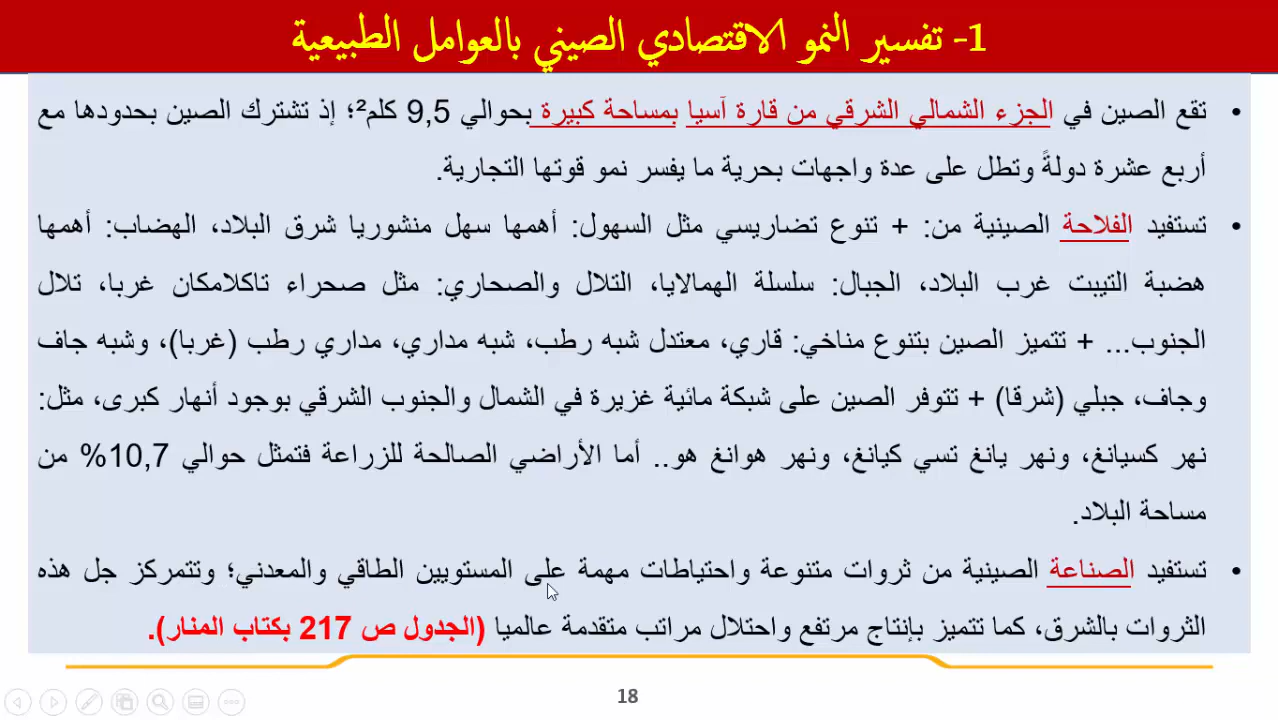 1- تفسير النمو الاقتصادي الصيني بالعوامل الطبيعية
• تقع الصين في الجزء الشمالي الشرقي من قارة آسيا بمساحة كبيرة بحوالي 9,5 كلم²؛ إذ تشترك الصين بحدودها مع
أربع عشرة دولةً وتطل على عدة واجهات بحرية ما يفسر نمو قوتها التجارية.
• تستفيد الفلاحة الصينية من: + تنوع تضاريسي مثل السهول: أهمها سهل منشوريا شرق البلاد، الهضاب: أهمها
هضبة التيبت غرب البلاد، الجبال: سلسلة الهمالايا، التلال والصحاري: مثل صحراء تاكلامكان غربا، تلال
الجنوب... + تتميز الصين بتنوع مناخي: قاري، معتدل شبه رطب، شبه مداري، مداري رطب (غربا)، وشبه جاف
وجاف، جبلي (شرقا) + تتوفر الصين على شبكة مائية غزيرة في الشمال والجنوب الشرقي بوجود أنهار كبرى، مثل:
نهر كسيانغ، ونهر يانغ تسي كيانغ، ونهر هوانغ هو.. أما الأراضي الصالحة للزراعة فتمثل حوالي 10,7% من
مساحة البلاد.
• تستفيد الصناعة الصينية من ثروات متنوعة واحتياطات مهمة على المستويين الطاقي والمعدني؛ وتتمركز جل هذه
الثروات بالشرق، كما تتميز بإنتاج مرتفع واحتلال مراتب متقدمة عالميا (الجدول ص 217 بكتاب المنار).
18